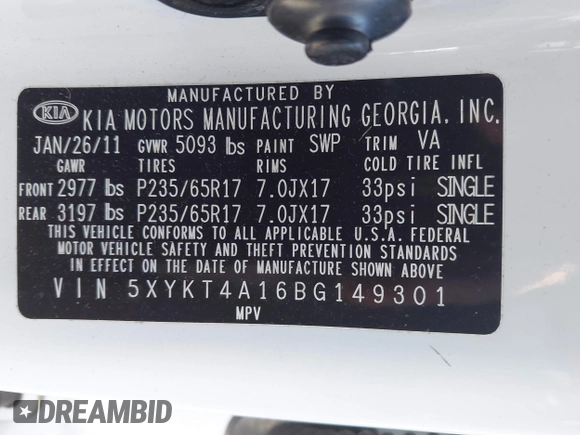 MANUFACTURED BY
KIA KIA MOTORS MANUFACTURING GEORGIA, INC.
JAN/26/11 GVWR 5093 lbs PAINT SWP TRIM VA
GAWR TIRES RIMS COLD TIRE INFL
FRONT 2977 lbs P235/65R17 7.0JX17 33psi SINGLE
REAR 3197 lbs P235/65R17 7.0JX17 33psi SINGLE
THIS VEHICLE CONFORMS TO ALL APPLICABLE U.S.A. FEDERAL
MOTOR VEHICLE SAFETY AND THEFT PREVENTION STANDARDS
IN EFFECT ON THE DATE OF MANUFACTURE SHOWN ABOVE
VIN 5XYKT4A16BG149301
MPV
DREAMBID